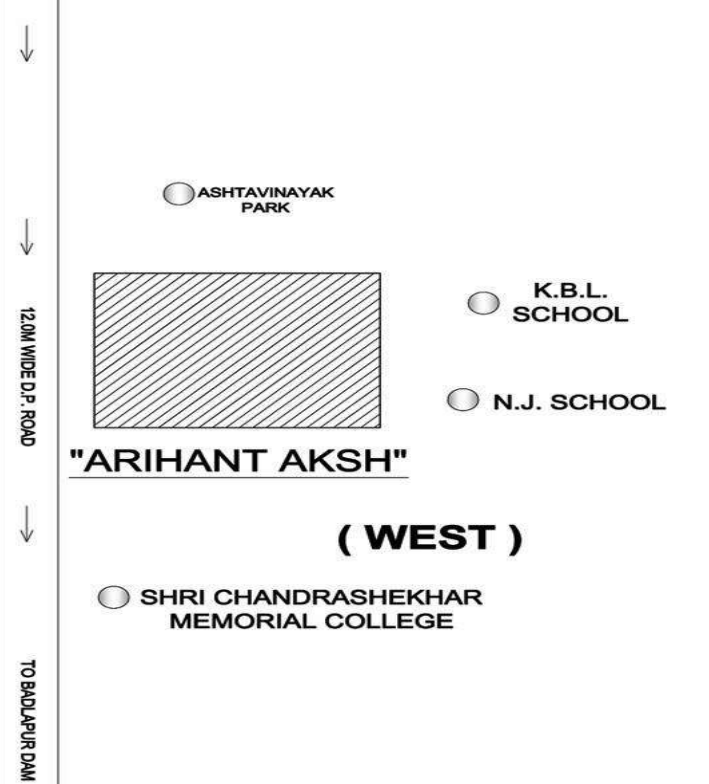 ASHTAVINAYAK
PARK
K.B.L.
SCHOOL
12.0M WIDE D.P. ROAD
N.J. SCHOOL
"ARIHANT AKSH"
( WEST )
SHRI CHANDRASHEKHAR
MEMORIAL COLLEGE
TO BADLAPUR DAM